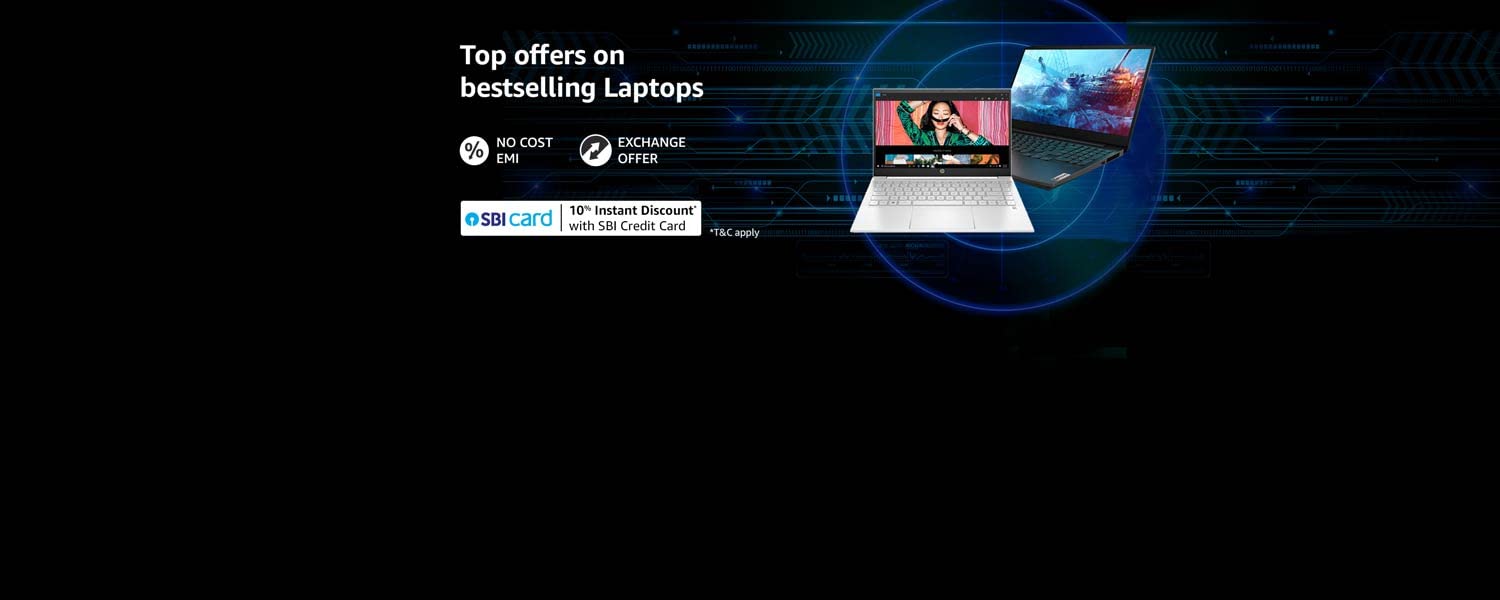 Top offers on
bestselling Laptops
%
NO COST
EMI
EXCHANGE
OFFER
SBI card
10% Instant Discount*
with SBI Credit Card
*T&C apply
hp